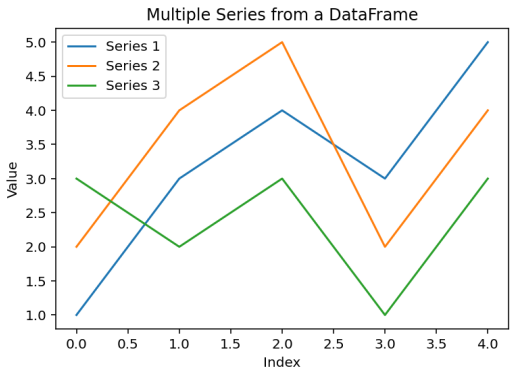 Multiple Series from a DataFrame
Series 1
Series 2
Series 3
5.0
4.5
4.0
3.5
3.0
2.5
2.0
1.5
1.0
Value
0.0 0.5 1.0 1.5 2.0 2.5 3.0 3.5 4.0
Index